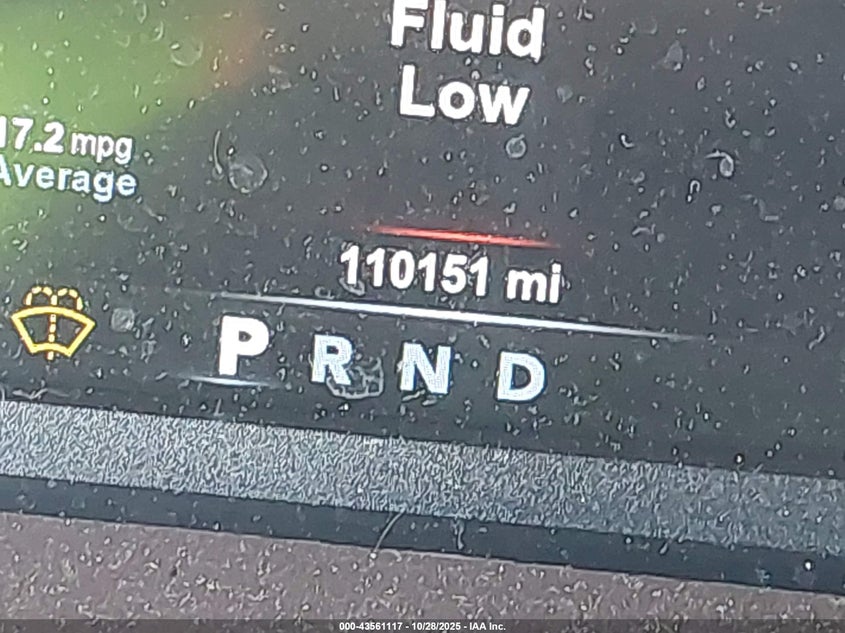 Fluid
Low
17.2 mpg
Average
110151 mi
P R N D
000-43561117 - 10/28/2025 - IAA Inc.